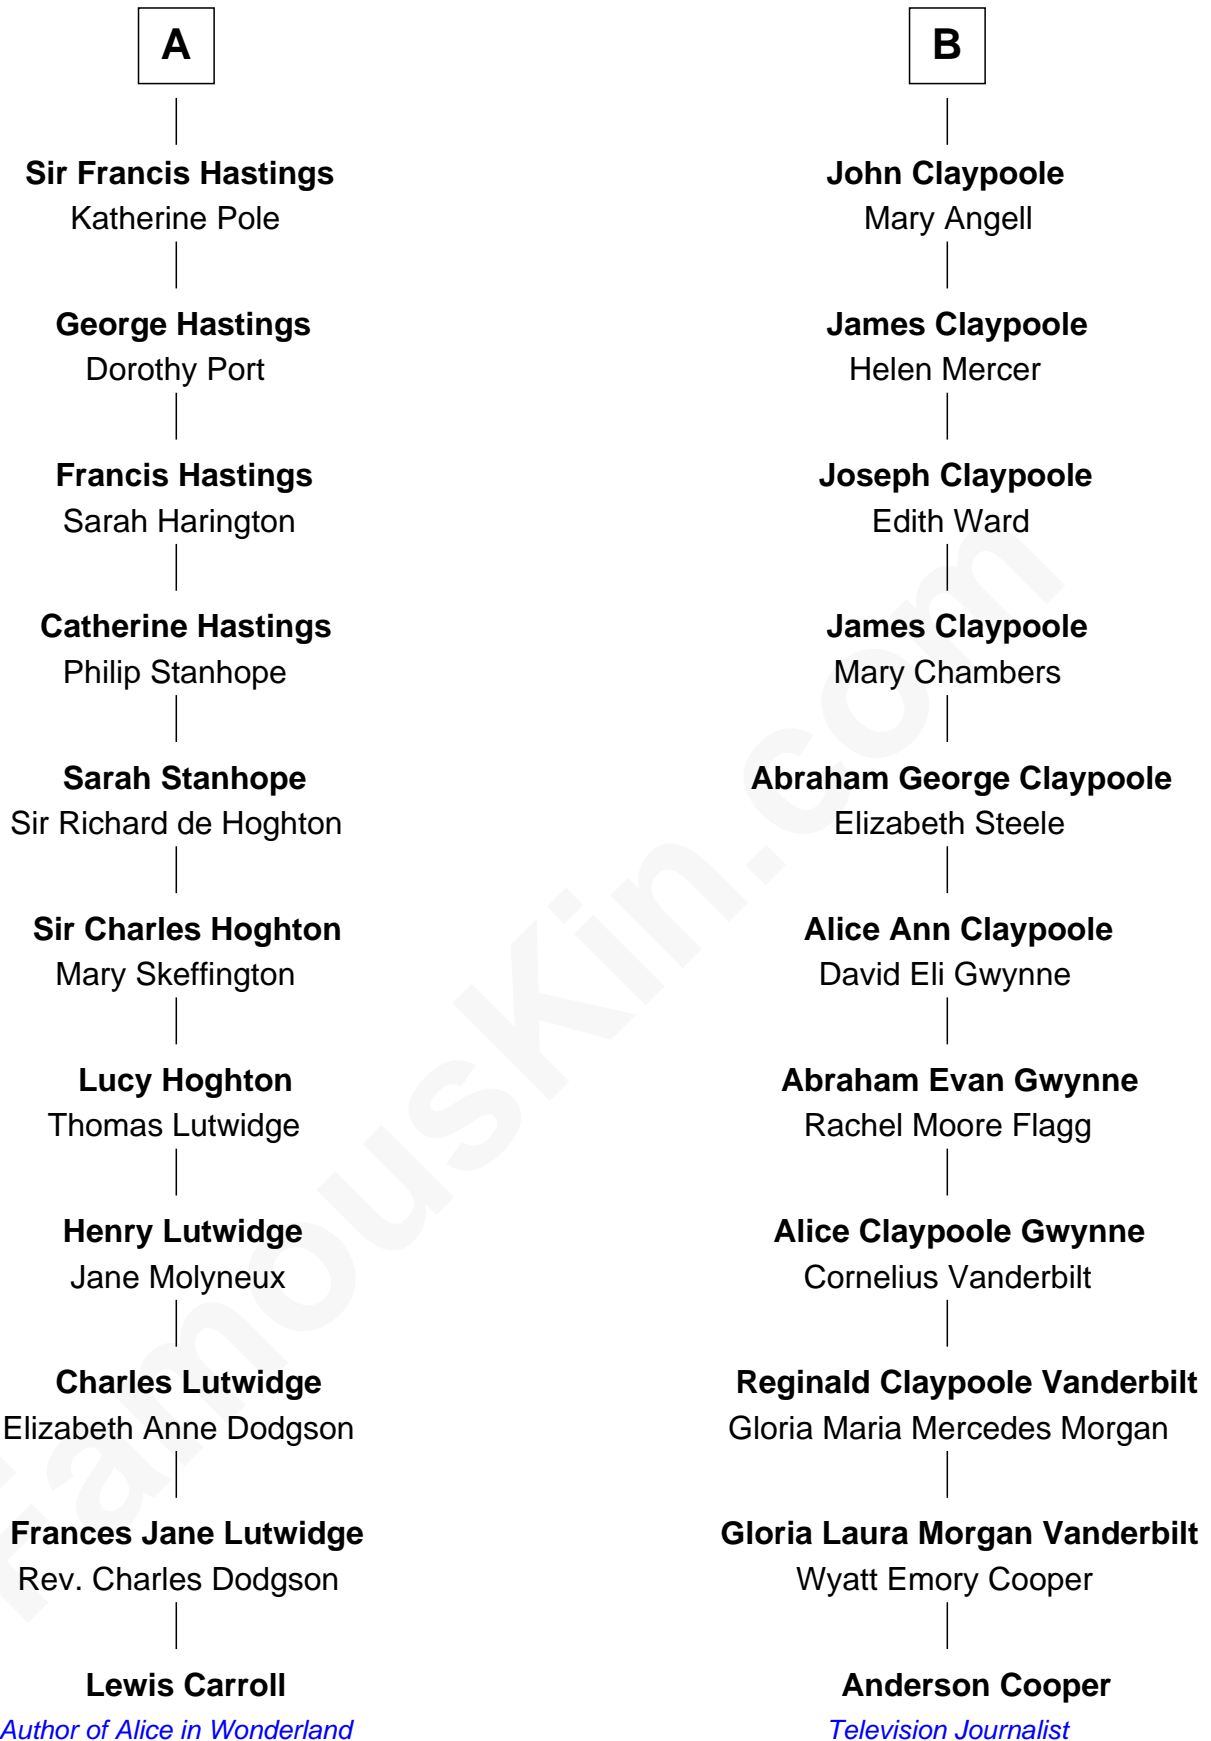 A
Sir Francis Hastings
Katherine Pole
George Hastings
Dorothy Port
Francis Hastings
Sarah Harington
Catherine Hastings
Philip Stanhope
Sarah Stanhope
Sir Richard de Hoghton
Sir Charles Hoghton
Mary Skeffington
Lucy Hoghton
Thomas Lutwidge
Henry Lutwidge
Jane Molyneux
Charles Lutwidge
Elizabeth Anne Dodgson
Frances Jane Lutwidge
Rev. Charles Dodgson
Lewis Carroll
Author of Alice in Wonderland
B
John Claypoole
Mary Angell
James Claypoole
Helen Mercer
Joseph Claypoole
Edith Ward
James Claypoole
Mary Chambers
Abraham George Claypoole
Elizabeth Steele
Alice Ann Claypoole
David Eli Gwynne
Abraham Evan Gwynne
Rachel Moore Flagg
Alice Claypoole Gwynne
Cornelius Vanderbilt
Reginald Claypoole Vanderbilt
Gloria Maria Mercedes Morgan
Gloria Laura Morgan Vanderbilt
Wyatt Emory Cooper
Anderson Cooper
Television Journalist
FamousKin.com